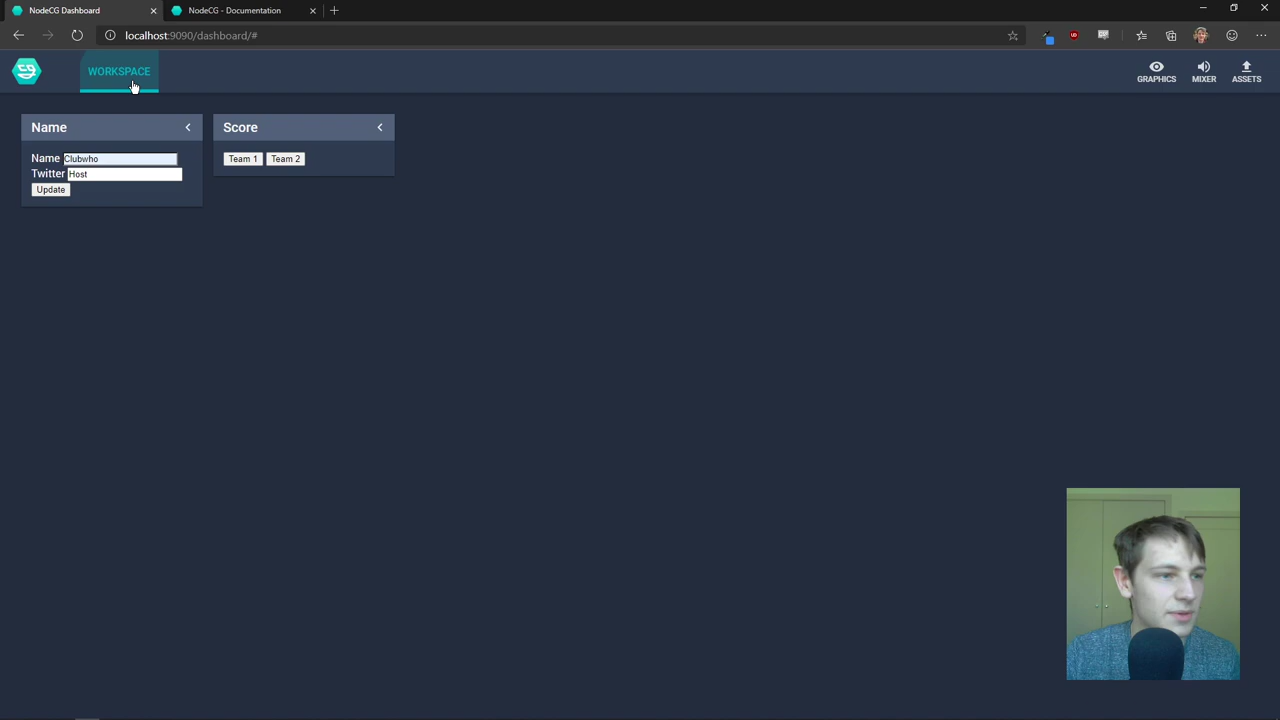 NodeCG Dashboard
NodeCG - Documentation
localhost:9090/dashboard/#
WORKSPACE
GRAPHICS
MIXER
ASSETS
Name
Score
Name Clubwho
Twitter Host
Update
Team 1 Team 2